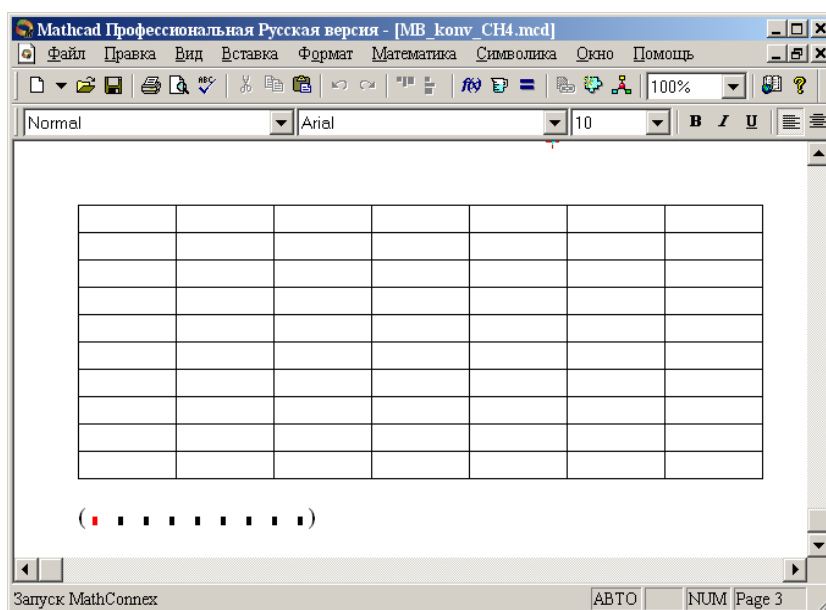 Mathcad Профессиональная Русская версия - [MB_konv_CH4.mcd]
Файл Правка Вид Вставка Формат Математика Символика Окно Помощь
ABC f(x) = 100% ?
Normal Arial 10 B I U
( )
Запуск MathConnex АВТО NUM Page 3